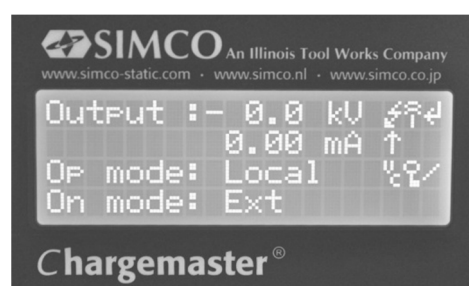 SIMCO An Illinois Tool Works Company
www.simco-static.com · www.simco.nl · www.simco.co.jp
Output :- 0.0 kV
0.00 mA ↑
Op mode: Local
On mode: Ext
Chargemaster®